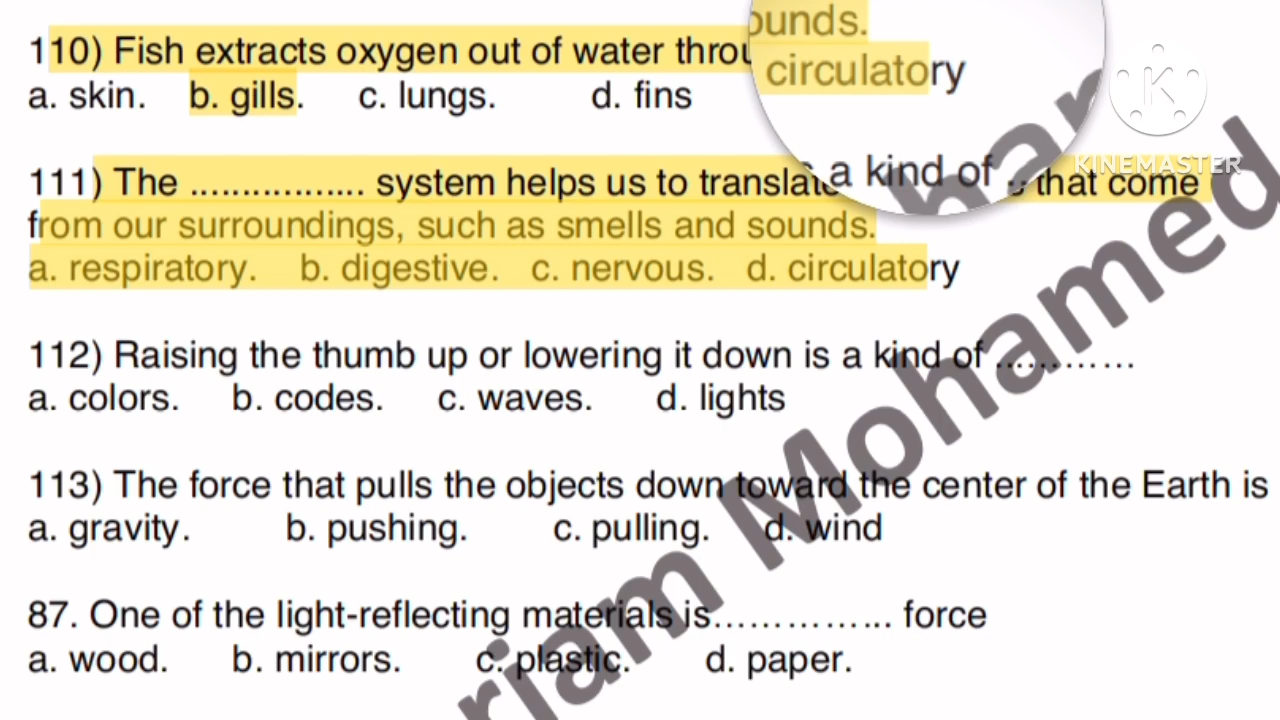 110) Fish extracts oxygen out of water
ounds.
circulatory
a. skin. b. gills. c. lungs. d. fins
KINEMASTER
111) The ................. system helps us to translate
a kind of
that come
from our surroundings, such as smells and sounds.
a. respiratory. b. digestive. c. nervous. d. circulatory
112) Raising the thumb up or lowering it down is a kind of ............
a. colors. b. codes. c. waves. d. lights
113) The force that pulls the objects down toward the center of the Earth is
a. gravity. b. pushing. c. pulling. d. wind
87. One of the light-reflecting materials is............... force
a. wood. b. mirrors. c. plastic. d. paper.
riam Mohamed